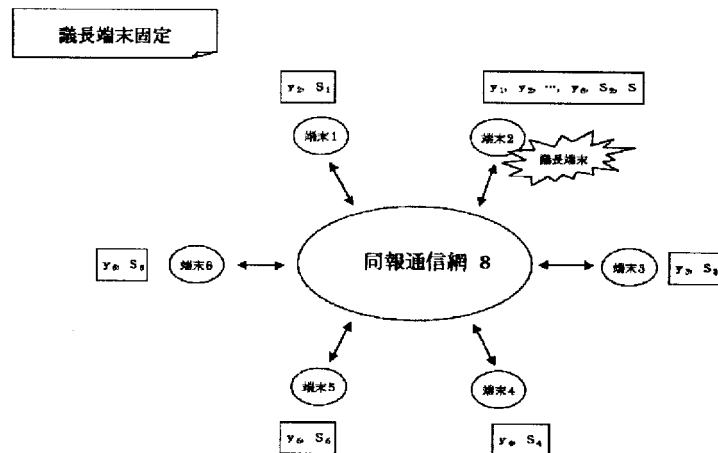 議長端末固定
y₂, S₁
y₁, y₂, …, y₆, S₂, S
端末1
端末2
議長端末
y₆, S₆
端末6
同報通信網 8
端末3
y₃, S₃
端末5
端末4
y₅, S₅
y₄, S₄